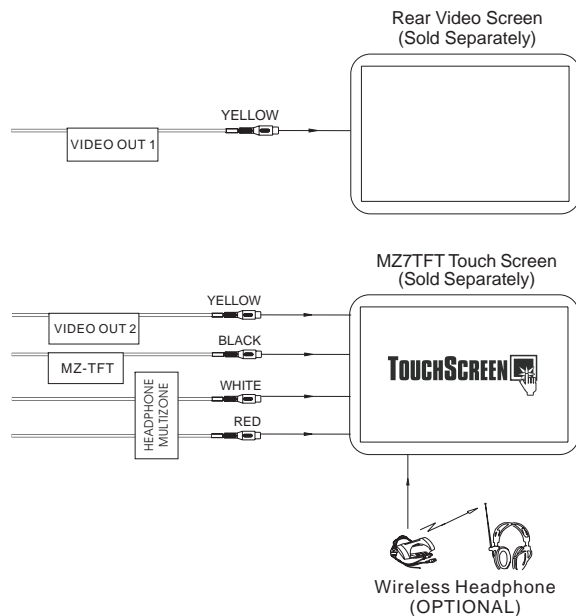 Rear Video Screen
(Sold Separately)
YELLOW
VIDEO OUT 1
MZ7TFT Touch Screen
(Sold Separately)
YELLOW
VIDEO OUT 2
BLACK
MZ-TFT
TOUCHSCREEN
WHITE
HEADPHONE
MULTIZONE
RED
Wireless Headphone
(OPTIONAL)